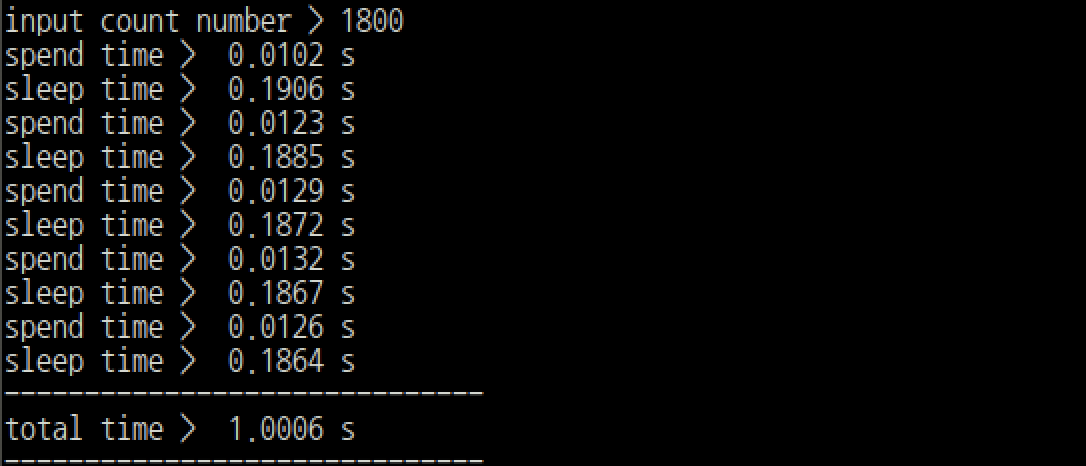 input count number > 1800
spend time >  0.0102 s
sleep time >  0.1906 s
spend time >  0.0123 s
sleep time >  0.1885 s
spend time >  0.0129 s
sleep time >  0.1872 s
spend time >  0.0132 s
sleep time >  0.1867 s
spend time >  0.0126 s
sleep time >  0.1864 s
------------------------------
total time >  1.0006 s
------------------------------